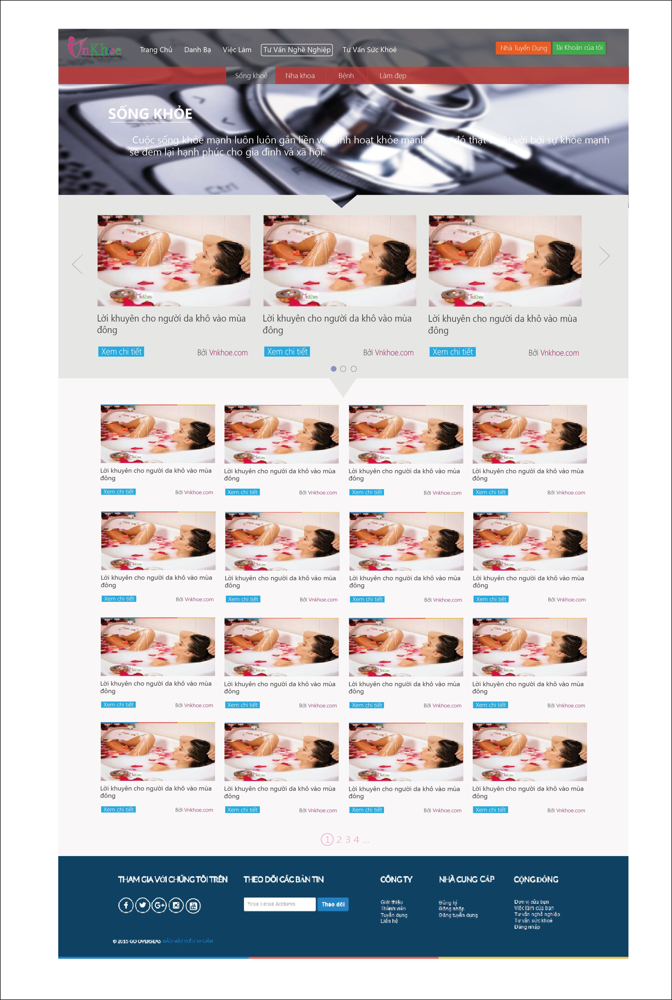 VnKhoe
Tôi khỏe, Bạn khỏe, Việt Nam khỏe
Trang Chủ
Danh Bạ
Việc Làm
Tư Vấn Nghề Nghiệp
Tư Vấn Sức Khoẻ
Nhà Tuyển Dụng
Tài Khoản của tôi
Sống khoẻ
Nha khoa
Bệnh
Làm đẹp
SỐNG KHỎE
Cuộc sống khỏe mạnh luôn luôn gắn liền với sinh hoạt khỏe mạnh, Điều đó thật tuyệt vời bởi sự khỏe mạnh
sẽ đem lại hạnh phúc cho gia đình và xã hội.
Ctrl
Lời khuyên cho người da khô vào mùa
đông
Xem chi tiết
Bởi Vnkhoe.com
Lời khuyên cho người da khô vào mùa
đông
Xem chi tiết
Bởi Vnkhoe.com
Lời khuyên cho người da khô vào mùa
đông
Xem chi tiết
Bởi Vnkhoe.com
Lời khuyên cho người da khô vào mùa
đông
Xem chi tiết
Bởi Vnkhoe.com
Lời khuyên cho người da khô vào mùa
đông
Xem chi tiết
Bởi Vnkhoe.com
Lời khuyên cho người da khô vào mùa
đông
Xem chi tiết
Bởi Vnkhoe.com
Lời khuyên cho người da khô vào mùa
đông
Xem chi tiết
Bởi Vnkhoe.com
Lời khuyên cho người da khô vào mùa
đông
Xem chi tiết
Bởi Vnkhoe.com
Lời khuyên cho người da khô vào mùa
đông
Xem chi tiết
Bởi Vnkhoe.com
Lời khuyên cho người da khô vào mùa
đông
Xem chi tiết
Bởi Vnkhoe.com
Lời khuyên cho người da khô vào mùa
đông
Xem chi tiết
Bởi Vnkhoe.com
Lời khuyên cho người da khô vào mùa
đông
Xem chi tiết
Bởi Vnkhoe.com
Lời khuyên cho người da khô vào mùa
đông
Xem chi tiết
Bởi Vnkhoe.com
Lời khuyên cho người da khô vào mùa
đông
Xem chi tiết
Bởi Vnkhoe.com
Lời khuyên cho người da khô vào mùa
đông
Xem chi tiết
Bởi Vnkhoe.com
Lời khuyên cho người da khô vào mùa
đông
Xem chi tiết
Bởi Vnkhoe.com
Lời khuyên cho người da khô vào mùa
đông
Xem chi tiết
Bởi Vnkhoe.com
Lời khuyên cho người da khô vào mùa
đông
Xem chi tiết
Bởi Vnkhoe.com
Lời khuyên cho người da khô vào mùa
đông
Xem chi tiết
Bởi Vnkhoe.com
1 2 3 4 ...
THAM GIA VỚI CHÚNG TÔI TRÊN
THEO DÕI CÁC BẢN TIN
Your Email Address
Theo dõi
CÔNG TY
Giới thiệu
Thành viên
Tuyển dụng
Liên hệ
NHÀ CUNG CẤP
Đăng ký
Đăng nhập
Đăng tuyển dụng
CỘNG ĐỒNG
Đơn vị của bạn
Việc làm của bạn
Tư vấn nghề nghiệp
Tư vấn sức khoẻ
Đăng nhập
© 2015 GO OVERSEAS BẢO MẬT ĐIỀU KHOẢN